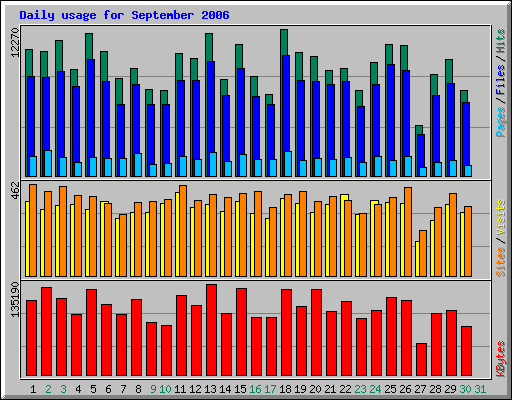 Daily usage for September 2006
12270
Pages / Files / Hits
462
Sites / Visits
135190
KBytes
1 2 3 4 5 6 7 8 9 10 11 12 13 14 15 16 17 18 19 20 21 22 23 24 25 26 27 28 29 30 31